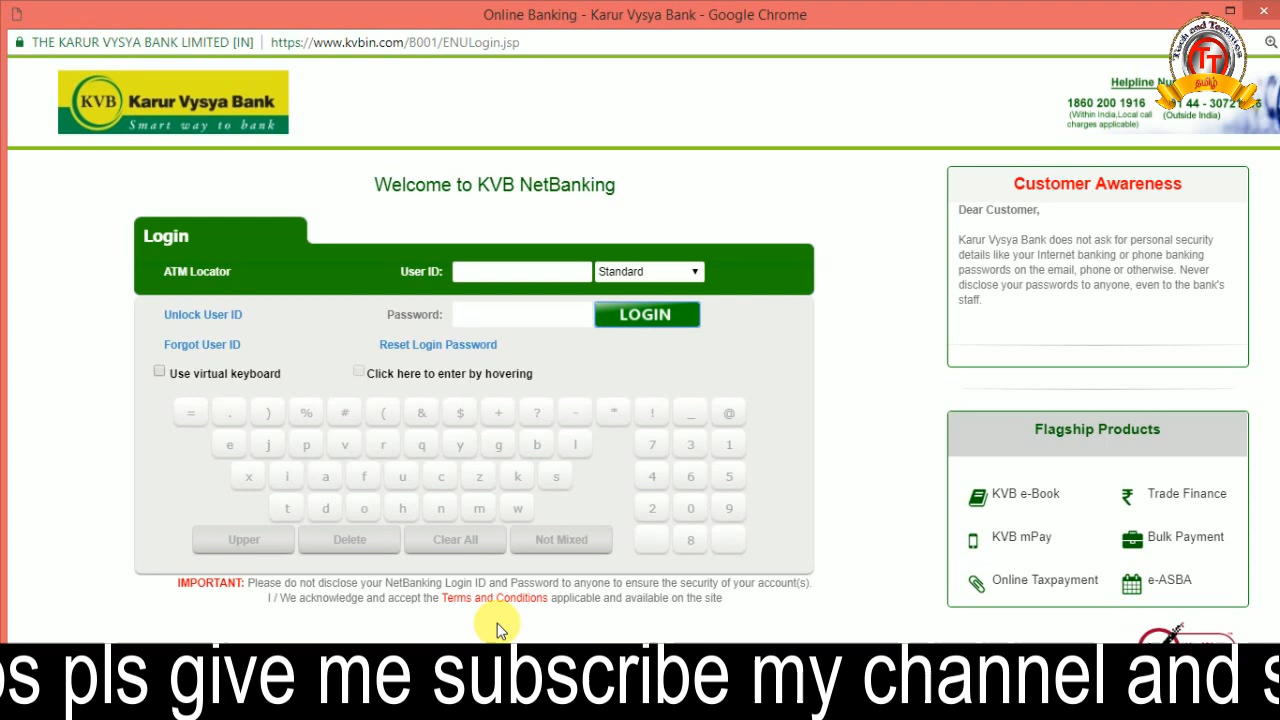 Online Banking - Karur Vysya Bank - Google Chrome
THE KARUR VYSYA BANK LIMITED [IN] https://www.kvbin.com/B001/ENULogin.jsp
Tech and Technics
TT
தமிழ்
KVB Karur Vysya Bank
Smart way to bank
Helpline
1860 200 1916
(Within India,Local call charges applicable)
44 - 3072
(Outside India)
Welcome to KVB NetBanking
Login
ATM Locator User ID: Standard
Unlock User ID Password: LOGIN
Forgot User ID Reset Login Password
Use virtual keyboard Click here to enter by hovering
= . ) % # ( & $ + ? - * ! _ @
e j p v r q y g b l 7 3 1
x i a f u c z k s 4 6 5
t d o h n m w 2 0 9
Upper Delete Clear All Not Mixed 8
IMPORTANT: Please do not disclose your NetBanking Login ID and Password to anyone to ensure the security of your account(s).
I / We acknowledge and accept the Terms and Conditions applicable and available on the site
Customer Awareness
Dear Customer,
Karur Vysya Bank does not ask for personal security
details like your Internet banking or phone banking
passwords on the email, phone or otherwise. Never
disclose your passwords to anyone, even to the bank's
staff.
Flagship Products
KVB e-Book Trade Finance
KVB mPay Bulk Payment
Online Taxpayment e-ASBA
os pls give me subscribe my channel and s